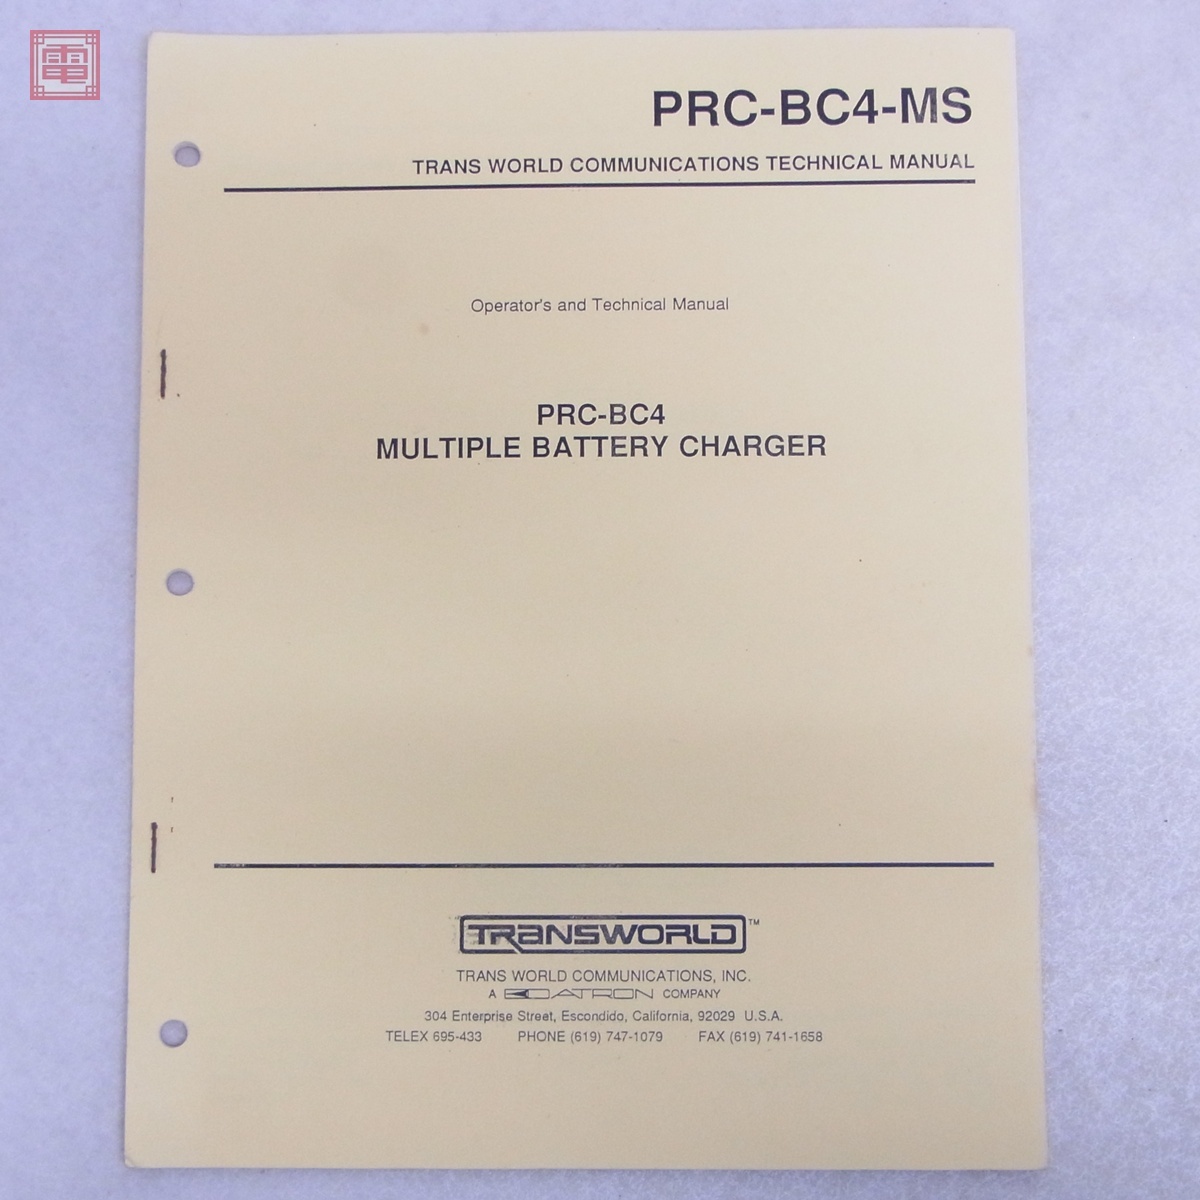 電
PRC-BC4-MS
TRANS WORLD COMMUNICATIONS TECHNICAL MANUAL
Operator's and Technical Manual
PRC-BC4
MULTIPLE BATTERY CHARGER
TRANSWORLD™
TRANS WORLD COMMUNICATIONS, INC.
A DATRON COMPANY
304 Enterprise Street, Escondido, California, 92029 U.S.A.
TELEX 695-433 PHONE (619) 747-1079 FAX (619) 741-1658